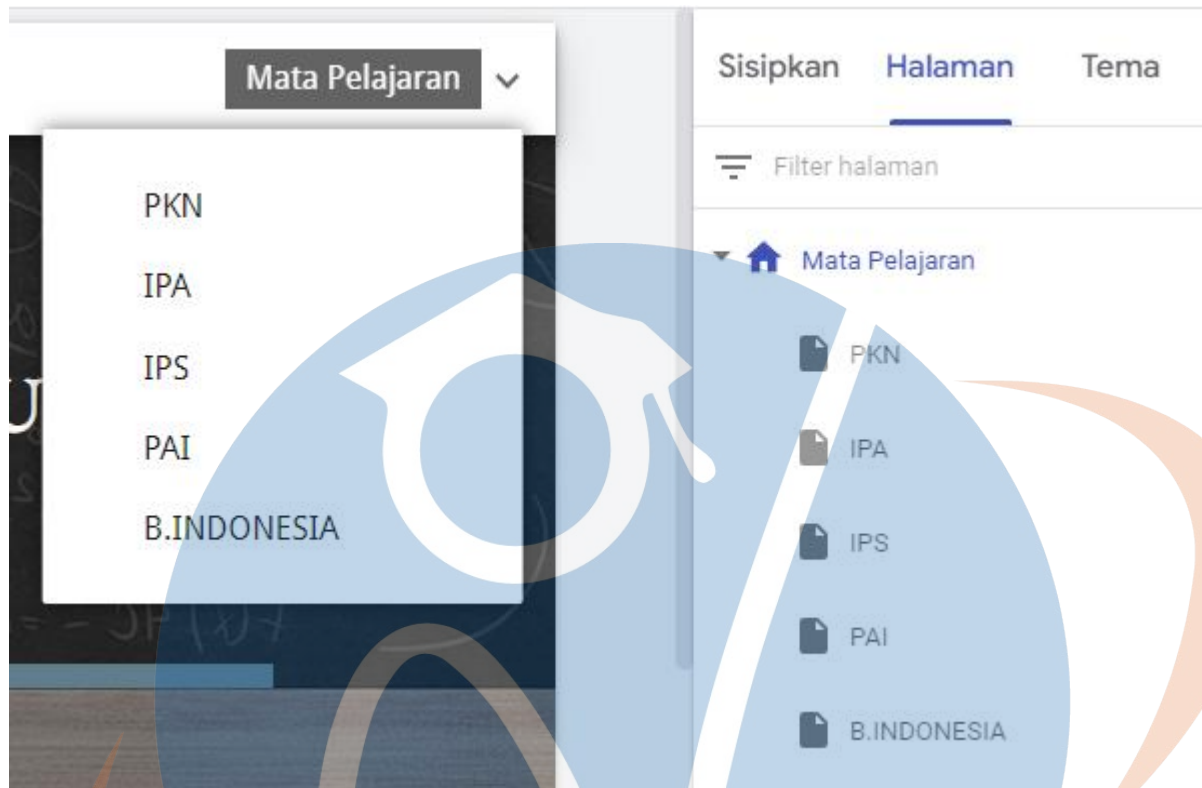 Mata Pelajaran
PKN
IPA
IPS
PAI
B.INDONESIA
U
Sisipkan Halaman Tema
Filter halaman
Mata Pelajaran
PKN
IPA
IPS
PAI
B.INDONESIA